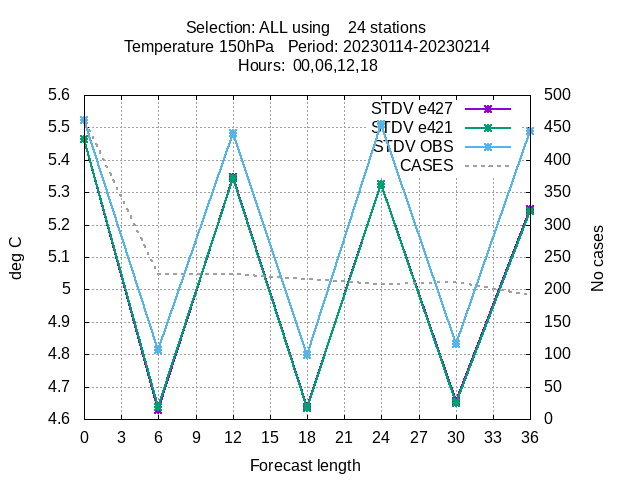 Selection: ALL using    24 stations
Temperature 150hPa   Period: 20230114-20230214
Hours:  00,06,12,18
STDV e427
STDV e421
STDV OBS
CASES
5.6
5.5
5.4
5.3
5.2
5.1
5
4.9
4.8
4.7
4.6
deg C
500
450
400
350
300
250
200
150
100
50
0
No cases
0 3 6 9 12 15 18 21 24 27 30 33 36
Forecast length